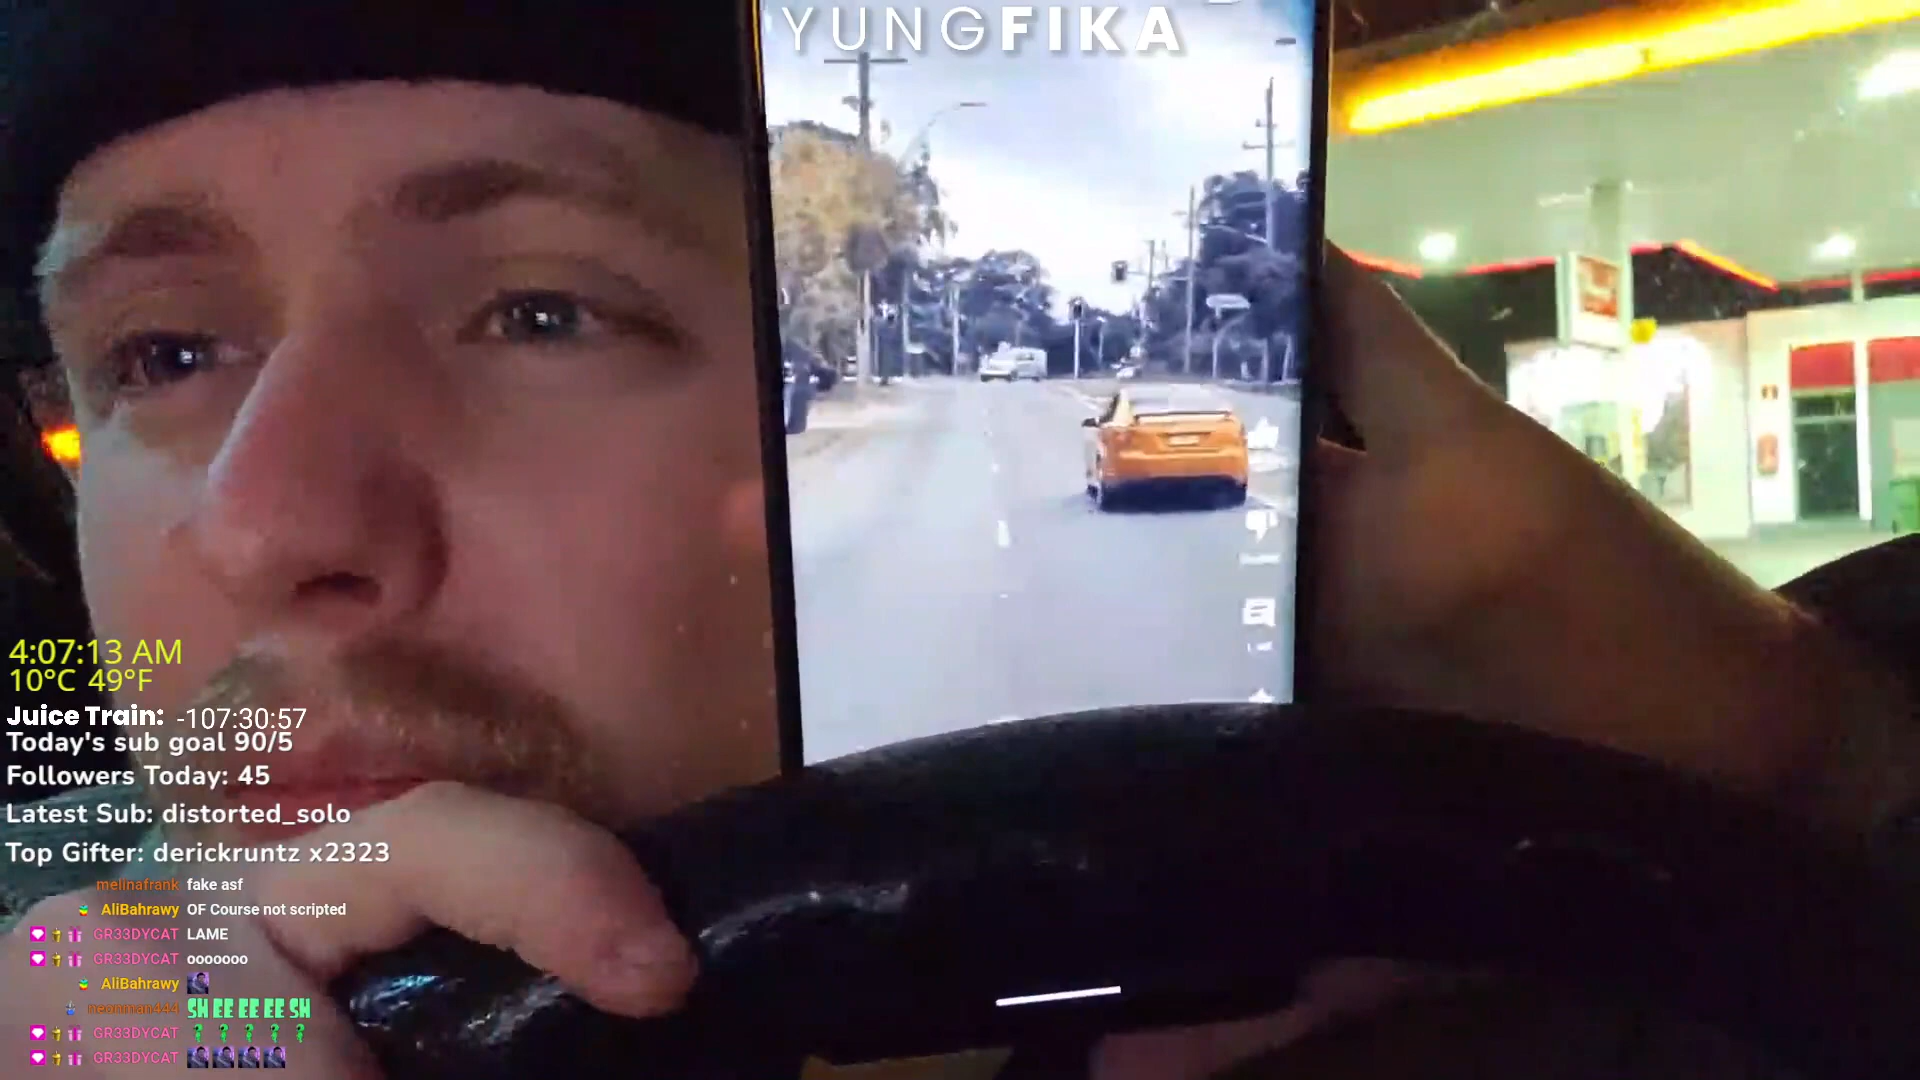 YUNGFIKA
4:07:13 AM
10°C 49°F
Juice Train: -107:30:57
Today's sub goal 90/5
Followers Today: 45
Latest Sub: distorted_solo
Top Gifter: derickruntz x2323
melinafrank fake asf
AliBahrawy OF Course not scripted
GR33DYCAT LAME
GR33DYCAT ooooooo
AliBahrawy
neonman444 SH EE EE EE SH
GR33DYCAT
GR33DYCAT